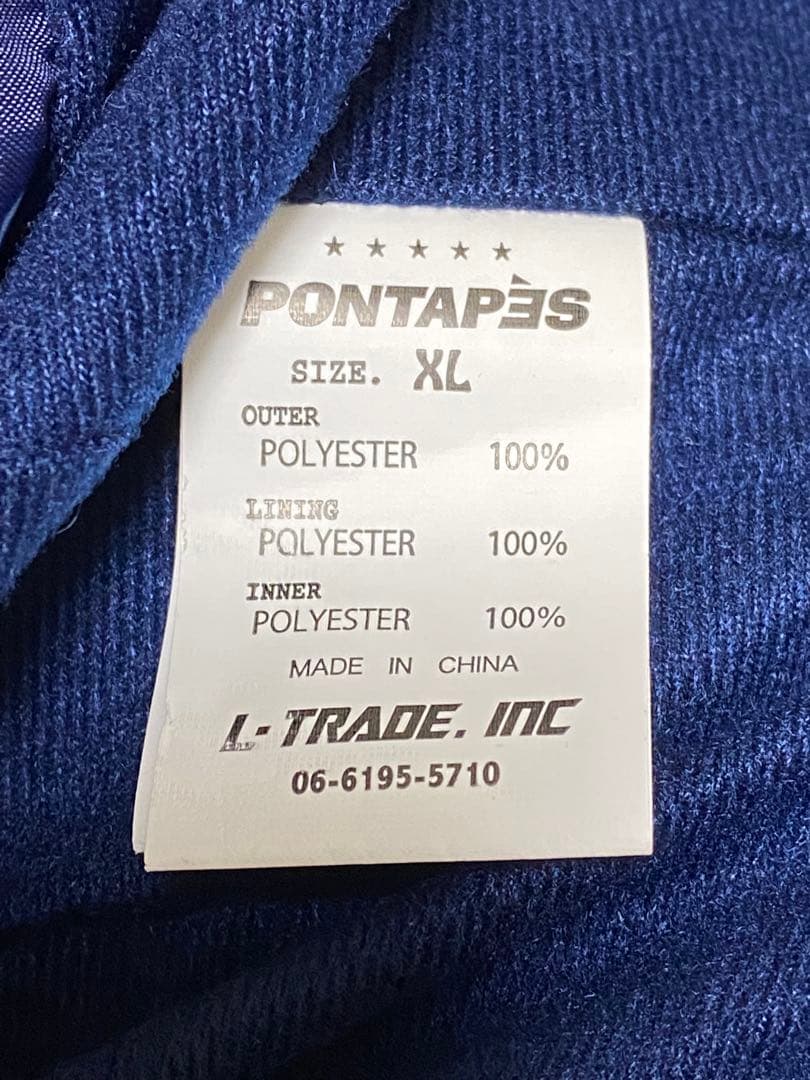 ★ ★ ★ ★ ★
PONTAPÈS
SIZE. XL
OUTER
POLYESTER 100%
LINING
POLYESTER 100%
INNER
POLYESTER 100%
MADE IN CHINA
L-TRADE. INC
06-6195-5710